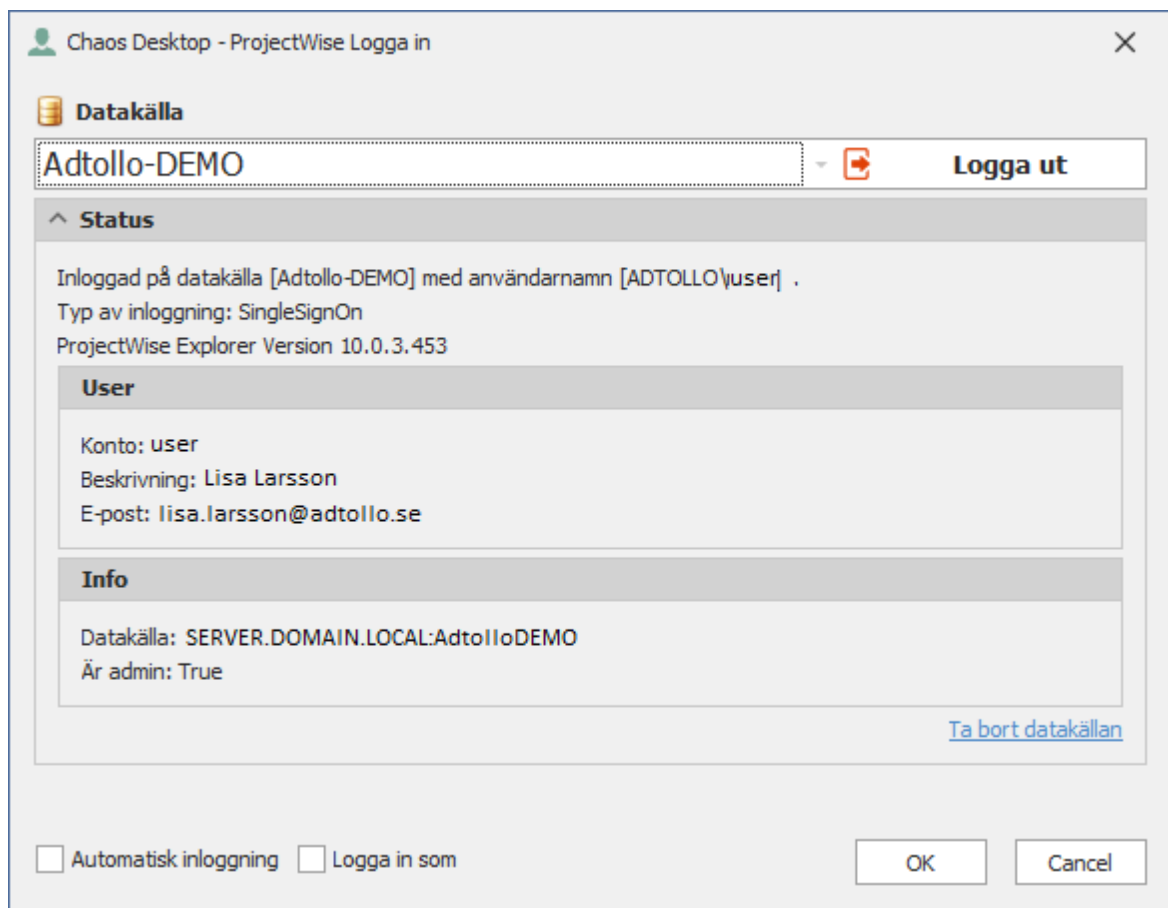 Chaos Desktop - ProjectWise Logga in
Datakälla
Adtollo-DEMO
Logga ut
Status
Inloggad på datakälla [Adtollo-DEMO] med användarnamn [ADTOLLO\user| .
Typ av inloggning: SingleSignOn
ProjectWise Explorer Version 10.0.3.453
User
Konto: user
Beskrivning: Lisa Larsson
E-post: lisa.larsson@adtollo.se
Info
Datakälla: SERVER.DOMAIN.LOCAL:AdtolloDEMO
Är admin: True
Ta bort datakällan
Automatisk inloggning Logga in som OK Cancel